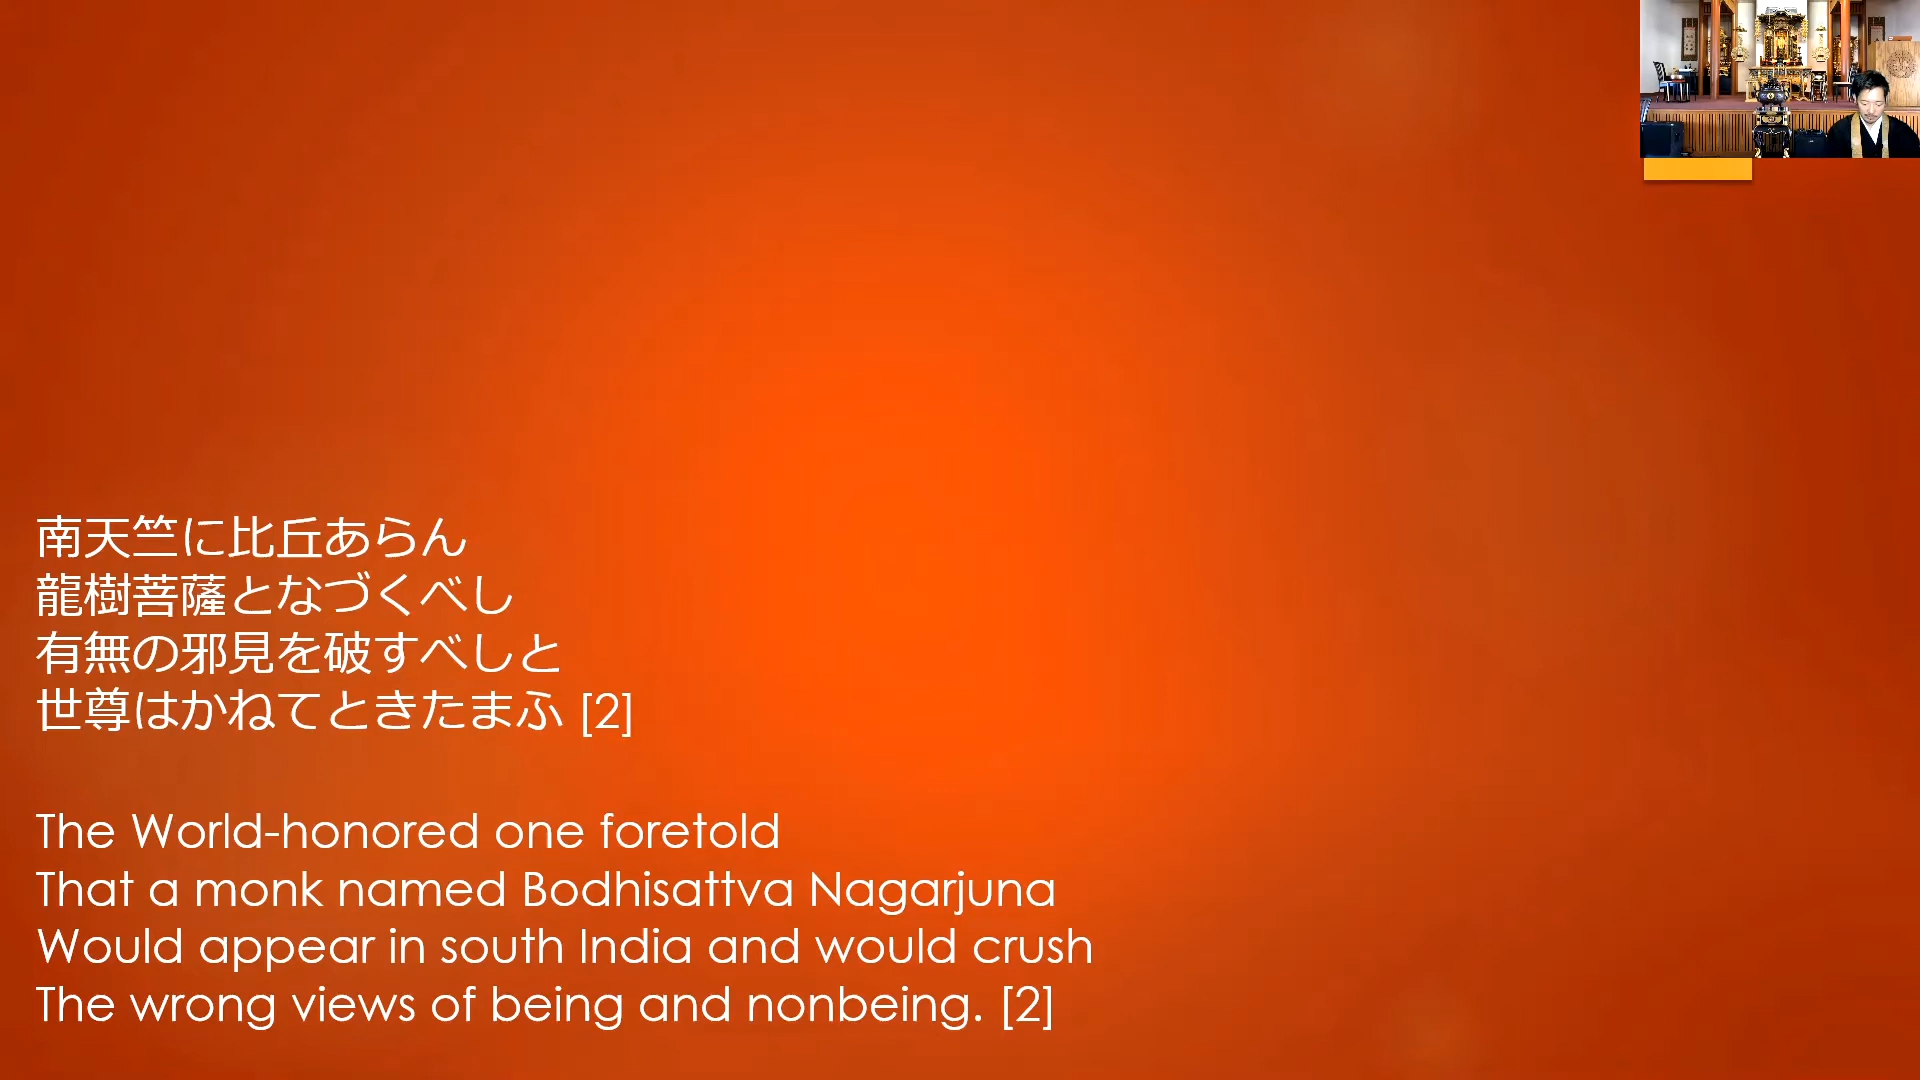 南天竺に比丘あらん
龍樹菩薩となづくべし
有無の邪見を破すべしと
世尊はかねてときたまふ [2]
The World-honored one foretold
That a monk named Bodhisattva Nagarjuna
Would appear in south India and would crush
The wrong views of being and nonbeing. [2]